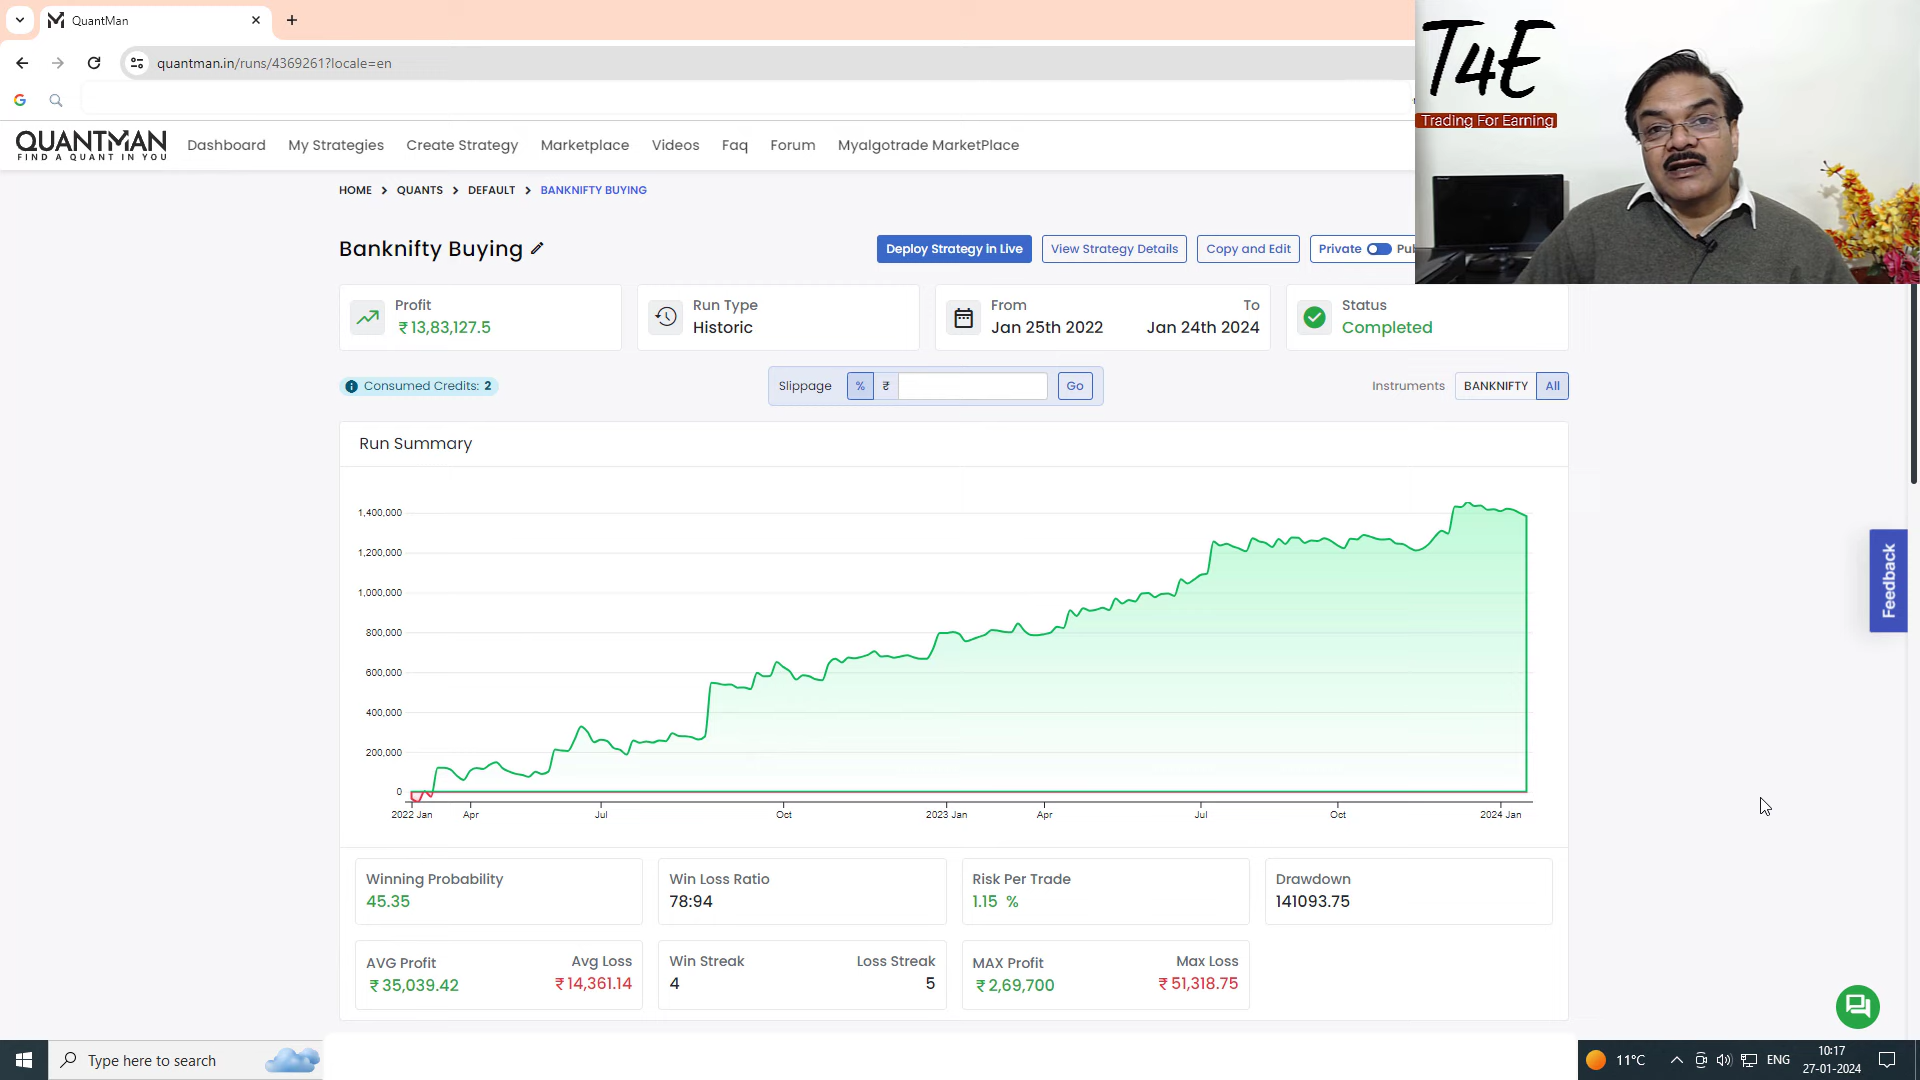 QuantMan
quantman.in/runs/4369261?locale=en
T4E
Trading For Earning
QUANTMAN
FIND A QUANT IN YOU
Dashboard My Strategies Create Strategy Marketplace Videos Faq Forum Myalgotrade MarketPlace
HOME > QUANTS > DEFAULT > BANKNIFTY BUYING
Banknifty Buying
Deploy Strategy in Live View Strategy Details Copy and Edit Private Pu
Profit
₹ 13,83,127.5
Run Type
Historic
From To
Jan 25th 2022 Jan 24th 2024
Status
Completed
Consumed Credits: 2
Slippage % ₹ Go
Instruments BANKNIFTY All
Run Summary
1,400,000
1,200,000
1,000,000
800,000
600,000
400,000
200,000
0
2022 Jan Apr Jul Oct 2023 Jan Apr Jul Oct 2024 Jan
Feedback
Winning Probability
45.35
Win Loss Ratio
78:94
Risk Per Trade
1.15 %
Drawdown
141093.75
AVG Profit Avg Loss
₹ 35,039.42 ₹ 14,361.14
Win Streak Loss Streak
4 5
MAX Profit Max Loss
₹ 2,69,700 ₹ 51,318.75
Type here to search
11°C
ENG
10:17
27-01-2024